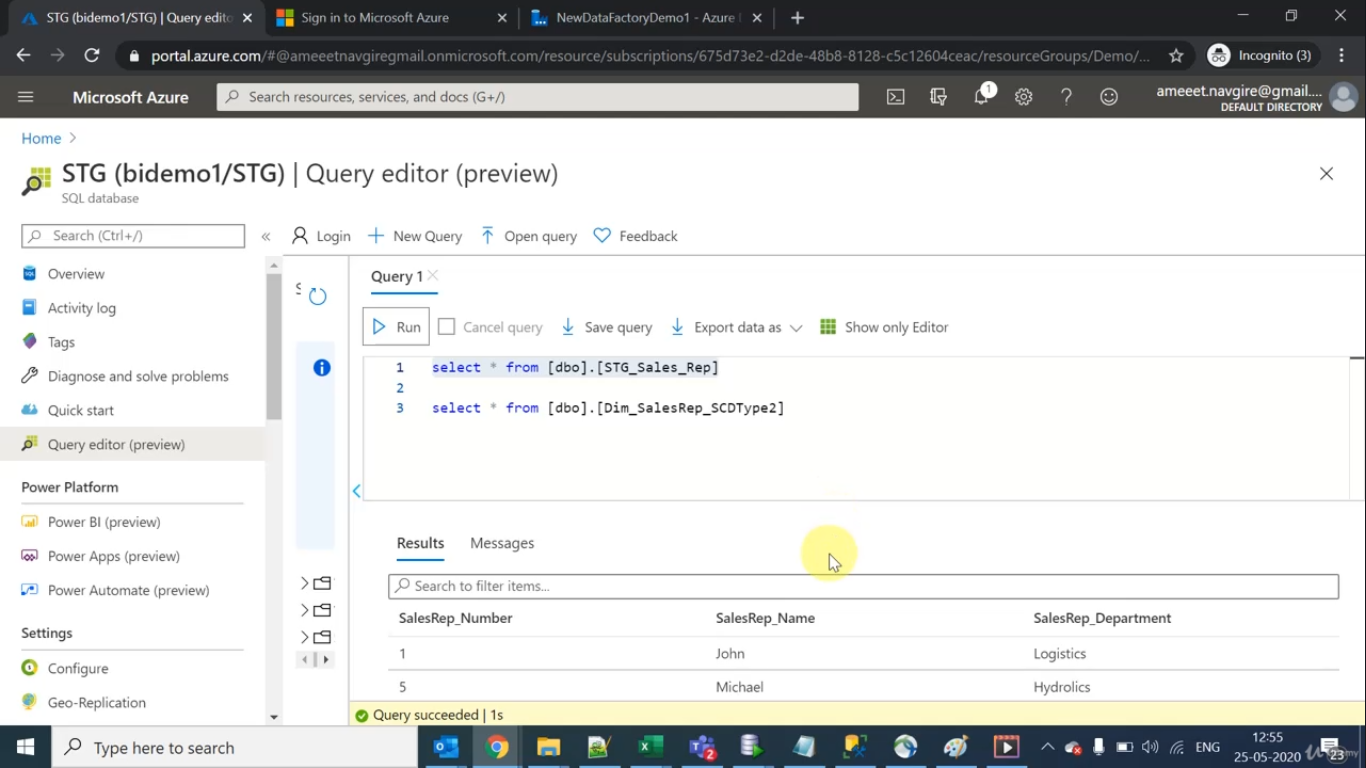 STG (bidemo1/STG) | Query edito
Sign in to Microsoft Azure
NewDataFactoryDemo1 - Azure
portal.azure.com/#@ameeetnavgiregmail.onmicrosoft.com/resource/subscriptions/675d73e2-d2de-48b8-8128-c5c12604ceac/resourceGroups/Demo/...
Incognito (3)
Microsoft Azure
Search resources, services, and docs (G+/)
1
ameeet.navgire@gmail....
DEFAULT DIRECTORY
Home
STG (bidemo1/STG) | Query editor (preview)
SQL database
Search (Ctrl+/)
«
Login
New Query
Open query
Feedback
Overview
Activity log
Tags
Diagnose and solve problems
Quick start
Query editor (preview)
Power Platform
Power BI (preview)
Power Apps (preview)
Power Automate (preview)
Settings
Configure
Geo-Replication
Query 1
Run
Cancel query
Save query
Export data as
Show only Editor
1 select * from [dbo].[STG_Sales_Rep]
2
3 select * from [dbo].[Dim_SalesRep_SCDType2]
Results
Messages
Search to filter items...
SalesRep_Number SalesRep_Name SalesRep_Department
1 John Logistics
5 Michael Hydrolics
Query succeeded | 1s
Type here to search
2
ENG
12:55
25-05-2020
23